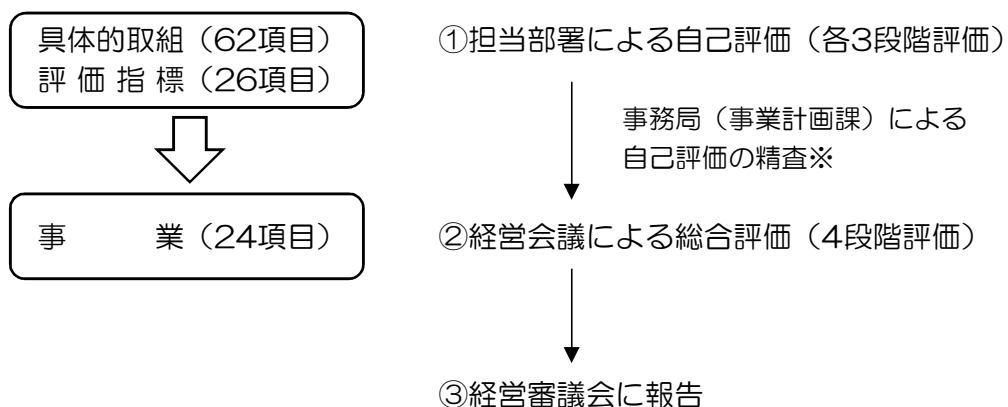 具体的取組（62項目）
評 価 指 標（26項目）
①担当部署による自己評価（各3段階評価）
事務局（事業計画課）による
自己評価の精査※
事　　　業（24項目）
②経営会議による総合評価（4段階評価）
③経営審議会に報告